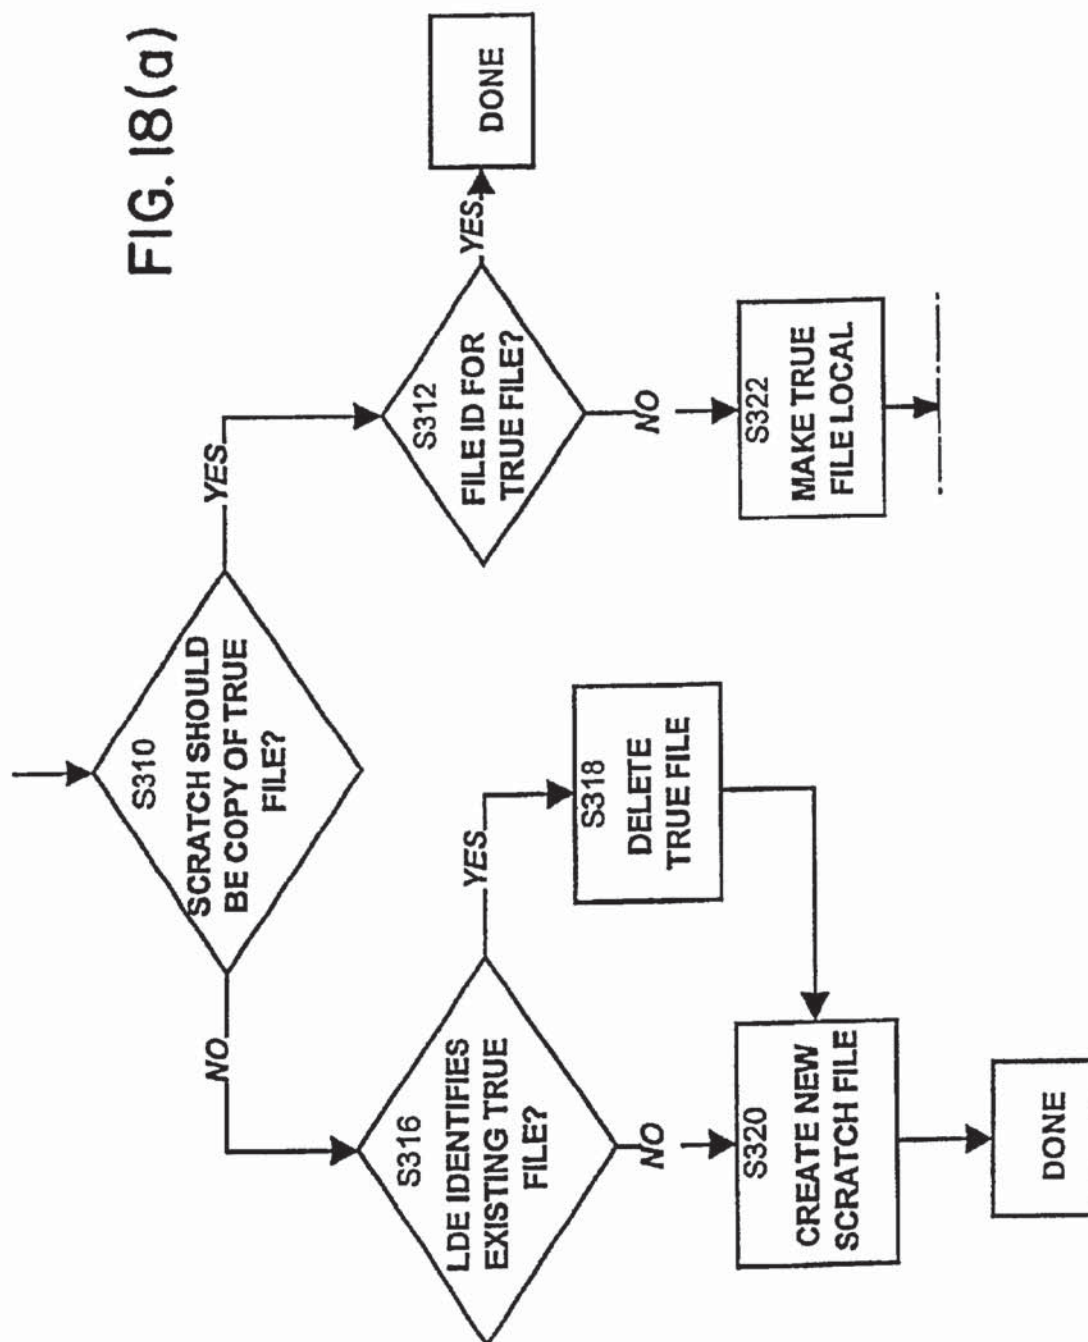 FIG. 18(a)
S310
SCRATCH SHOULD
BE COPY OF TRUE
FILE?
YES
NO
S312
FILE ID FOR
TRUE FILE?
YES
DONE
NO
S322
MAKE TRUE
FILE LOCAL
S316
LDE IDENTIFIES
EXISTING TRUE
FILE?
YES
S318
DELETE
TRUE FILE
NO
S320
CREATE NEW
SCRATCH FILE
DONE